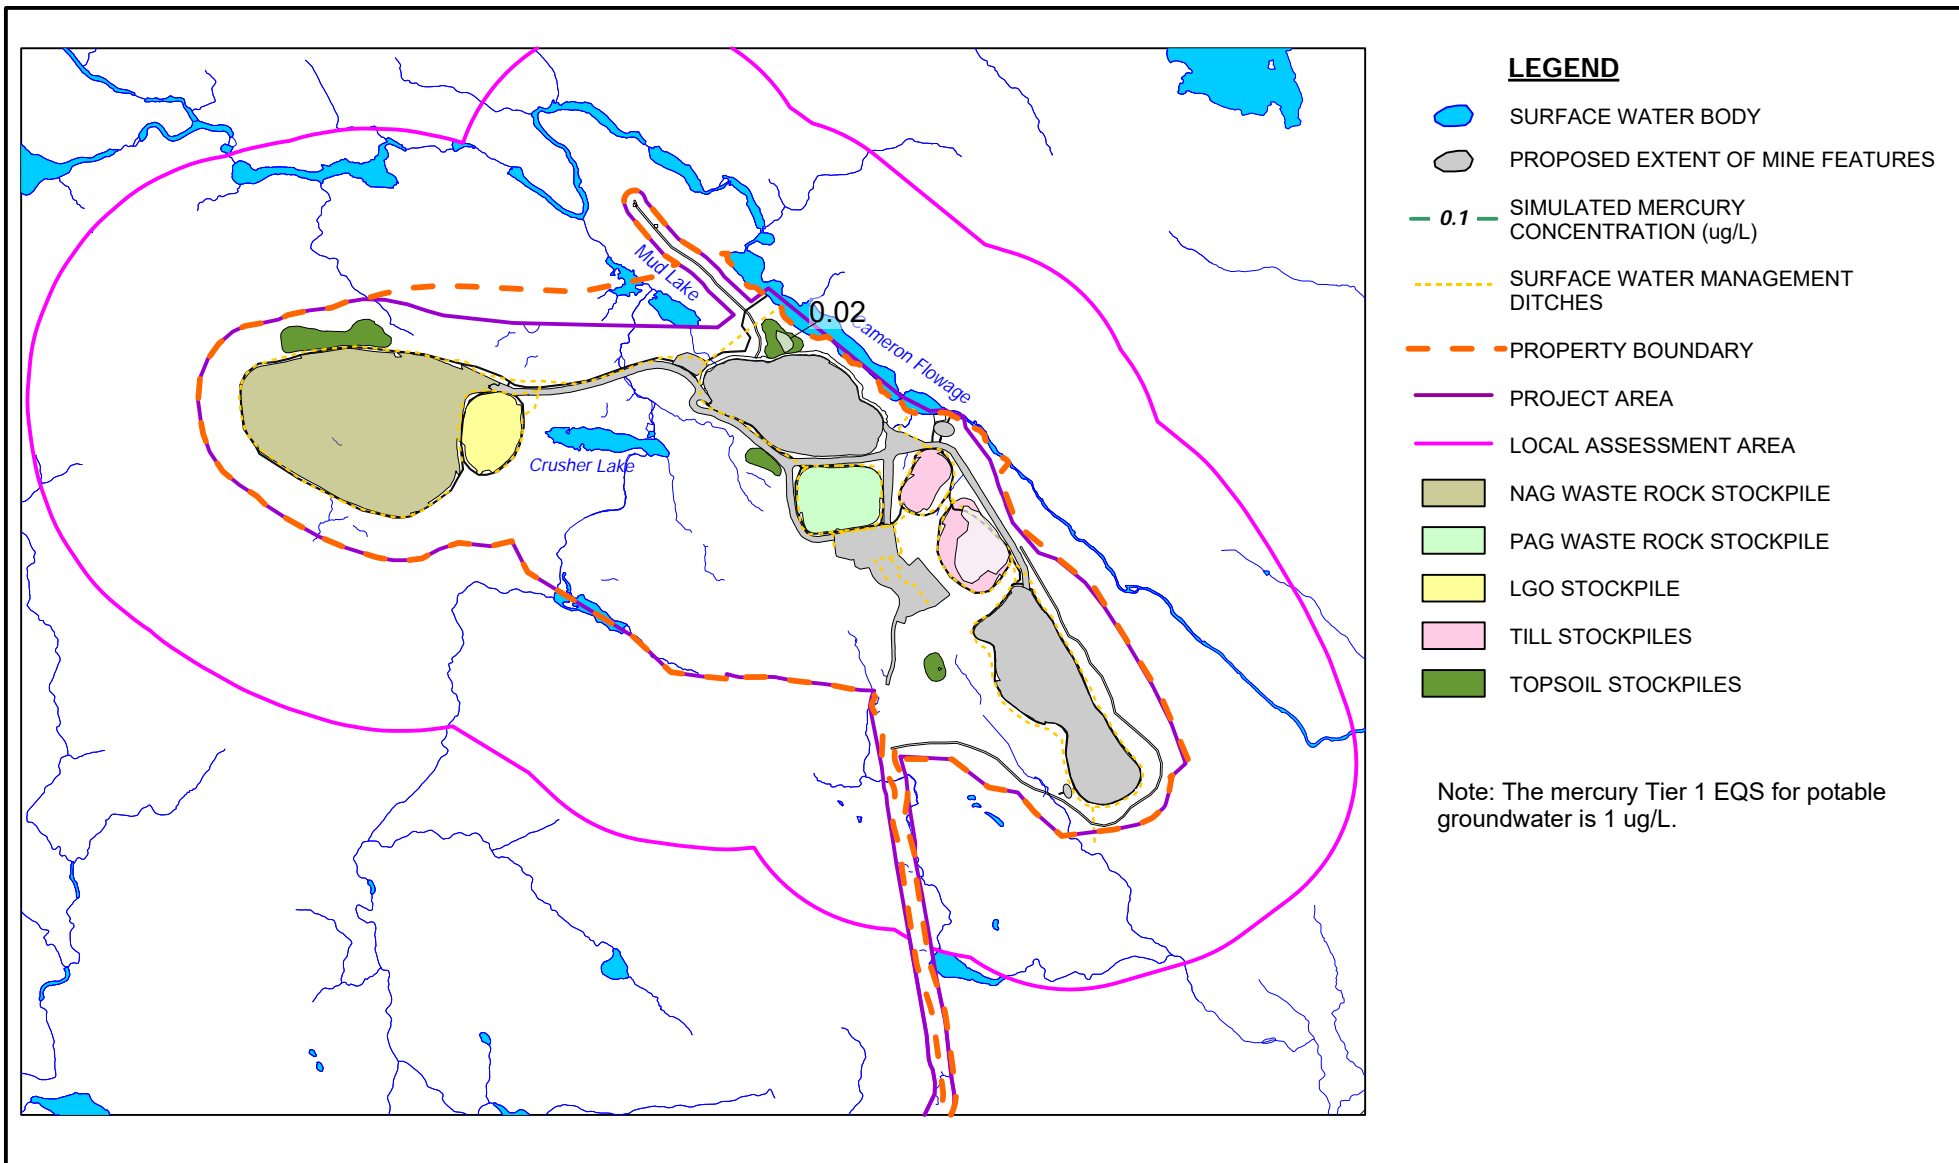 Mud Lake
0.02
Cameron Flowage
Crusher Lake
LEGEND
SURFACE WATER BODY
PROPOSED EXTENT OF MINE FEATURES
0.1
SIMULATED MERCURY
CONCENTRATION (ug/L)
SURFACE WATER MANAGEMENT
DITCHES
PROPERTY BOUNDARY
PROJECT AREA
LOCAL ASSESSMENT AREA
NAG WASTE ROCK STOCKPILE
PAG WASTE ROCK STOCKPILE
LGO STOCKPILE
TILL STOCKPILES
TOPSOIL STOCKPILES
Note: The mercury Tier 1 EQS for potable
groundwater is 1 ug/L.